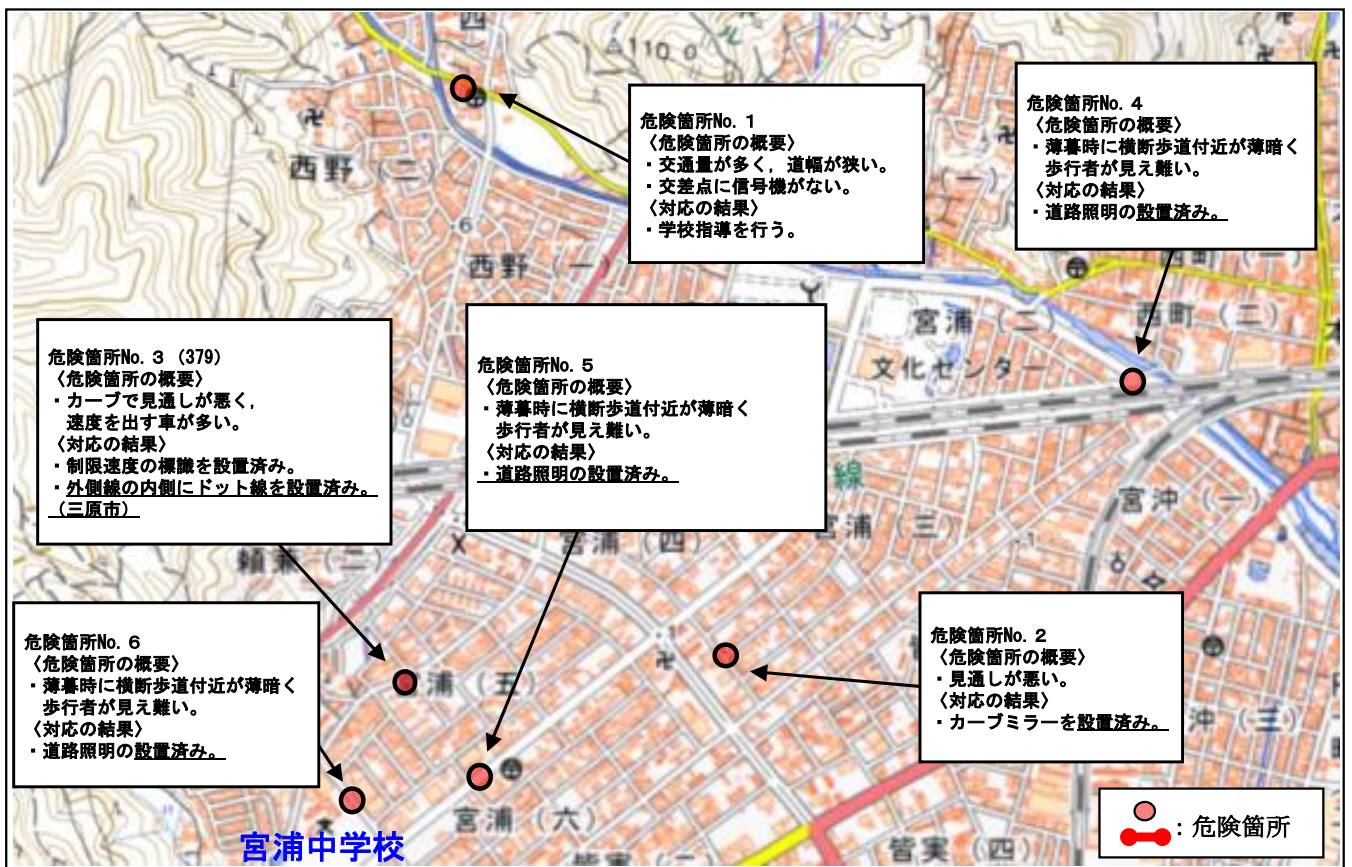 110.0
西野(二)
危険箇所No.1
〈危険箇所の概要〉
・交通量が多く，道幅が狭い。
・交差点に信号機がない。
〈対応の結果〉
・学校指導を行う。
危険箇所No.4
〈危険箇所の概要〉
・薄暮時に横断歩道付近が薄暗く
歩行者が見え難い。
〈対応の結果〉
・道路照明の設置済み。
西野(一)
宮浦(二)
西町(二)
文化センター
危険箇所No.3（379）
〈危険箇所の概要〉
・カーブで見通しが悪く，
速度を出す車が多い。
〈対応の結果〉
・制限速度の標識を設置済み。
・外側線の内側にドット線を設置済み。
（三原市）
危険箇所No.5
〈危険箇所の概要〉
・薄暮時に横断歩道付近が薄暗く
歩行者が見え難い。
〈対応の結果〉
・道路照明の設置済み。
線
宮沖(一)
宮浦(四)
宮浦(三)
頼兼(二)
危険箇所No.6
〈危険箇所の概要〉
・薄暮時に横断歩道付近が薄暗く
歩行者が見え難い。
〈対応の結果〉
・道路照明の設置済み。
浦(五)
危険箇所No.2
〈危険箇所の概要〉
・見通しが悪い。
〈対応の結果〉
・カーブミラーを設置済み。
沖(三)
宮浦(六)
宮浦中学校
皆実(四)
：危険箇所